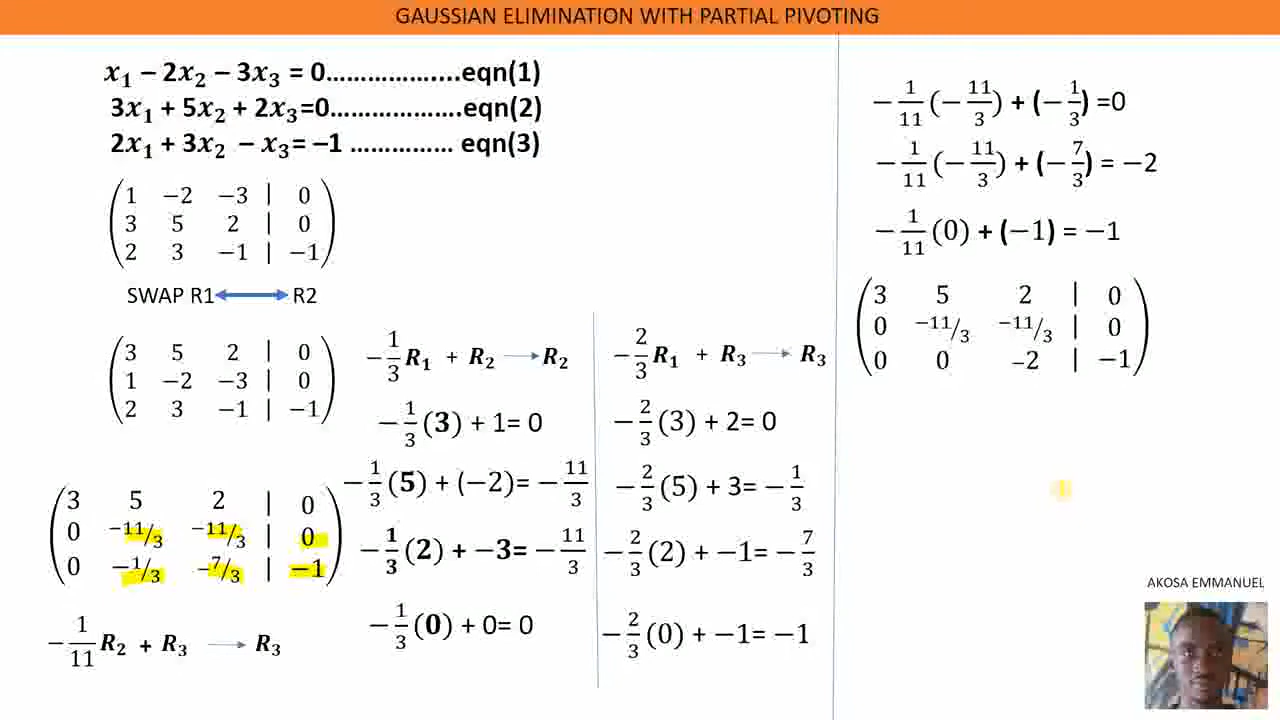 GAUSSIAN ELIMINATION WITH PARTIAL PIVOTING
x₁ − 2x₂ − 3x₃ = 0………………....eqn(1)
3x₁ + 5x₂ + 2x₃=0……………….eqn(2)
2x₁ + 3x₂ − x₃= −1 …………… eqn(3)
1 −2 −3 | 0
3 5 2 | 0
2 3 −1 | −1
SWAP R1 R2
3 5 2 | 0
1 −2 −3 | 0
2 3 −1 | −1
3 5 2 | 0
0 −11/3 −11/3 | 0
0 −1/3 −7/3 | −1
−1/11 R₂ + R₃ → R₃
−1/3 R₁ + R₂ → R₂
−1/3 (3) + 1= 0
−1/3 (5) + (−2)= −11/3
−1/3 (2) + −3= −11/3
−1/3 (0) + 0= 0
−2/3 R₁ + R₃ → R₃
−2/3 (3) + 2= 0
−2/3 (5) + 3= −1/3
−2/3 (2) + −1= −7/3
−2/3 (0) + −1= −1
−1/11 (−11/3) + (−1/3) =0
−1/11 (−11/3) + (−7/3) = −2
−1/11 (0) + (−1) = −1
3 5 2 | 0
0 −11/3 −11/3 | 0
0 0 −2 | −1
AKOSA EMMANUEL